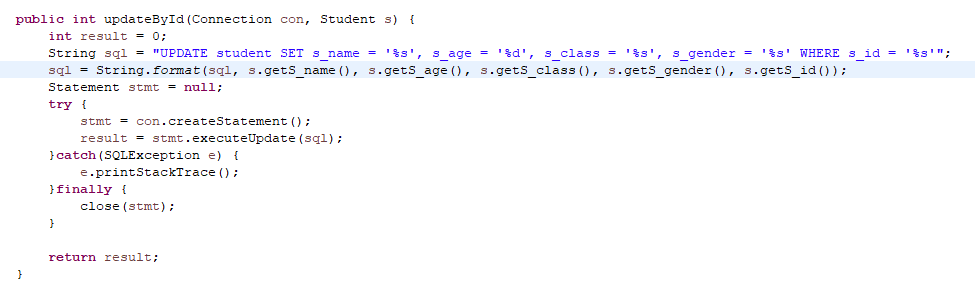 public int updateById(Connection con, Student s) {
    int result = 0;
    String sql = "UPDATE student SET s_name = '%s', s_age = '%d', s_class = '%s', s_gender = '%s' WHERE s_id = '%s'";
    sql = String.format(sql, s.getS_name(), s.getS_age(), s.getS_class(), s.getS_gender(), s.getS_id());
    Statement stmt = null;
    try {
        stmt = con.createStatement();
        result = stmt.executeUpdate(sql);
    }catch(SQLException e) {
        e.printStackTrace();
    }finally {
        close(stmt);
    }
    return result;
}